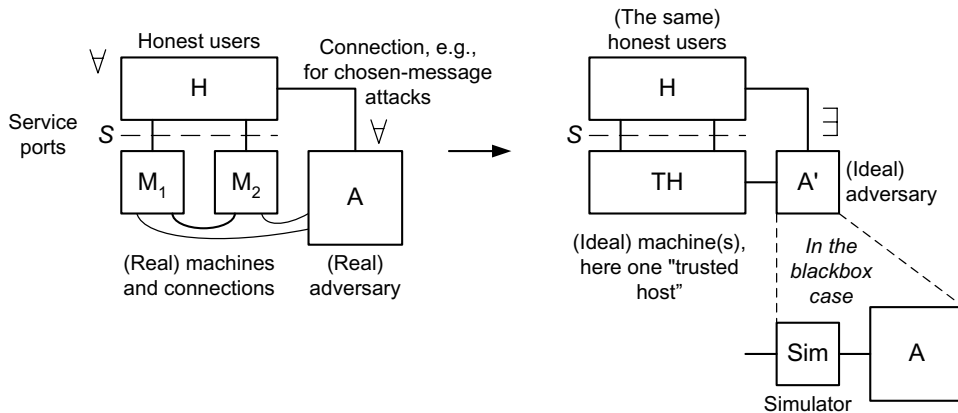 ∀
Honest users
H
Connection, e.g.,
for chosen-message
attacks
∀
Service
ports
S
M1
M2
A
(Real) machines
and connections
(Real)
adversary
(The same)
honest users
H
∃
S
TH
A'
(Ideal)
adversary
(Ideal) machine(s),
here one "trusted
host”
In the
blackbox
case
Sim
A
Simulator